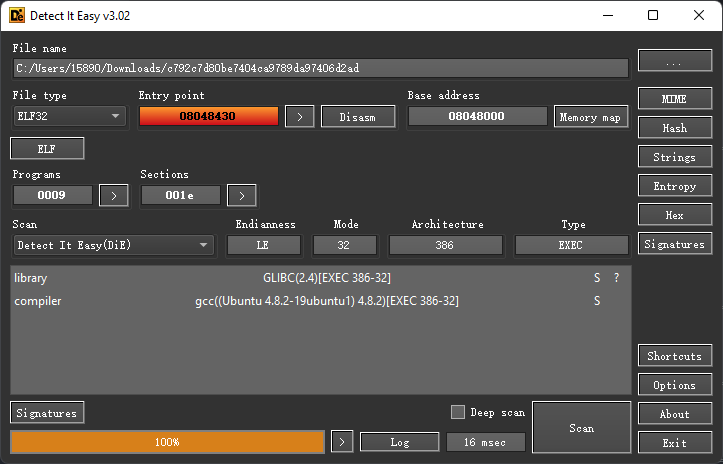 Detect It Easy v3.02
File name
C:/Users/15890/Downloads/c792c7d80be7404ca9789da97406d2ad
...
File type
Entry point
Base address
ELF32
08048430
>
Disasm
08048000
Memory map
MIME
Hash
ELF
Strings
Programs
Sections
0009
>
001e
>
Entropy
Hex
Scan
Endianness
Mode
Architecture
Type
Detect It Easy(DiE)
LE
32
386
EXEC
Signatures
library GLIBC(2.4)[EXEC 386-32] S ?
compiler gcc((Ubuntu 4.8.2-19ubuntu1) 4.8.2)[EXEC 386-32] S
Shortcuts
Options
Signatures
Deep scan
Scan
About
100%
>
Log
16 msec
Exit